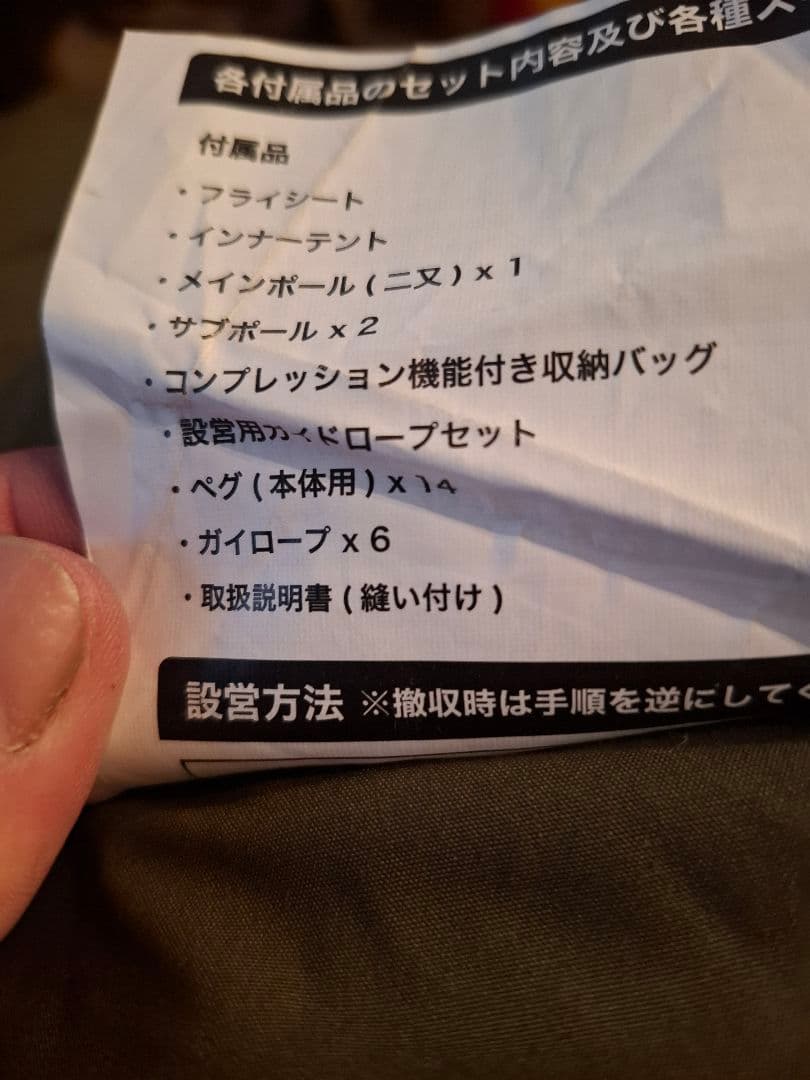 各付属品のセット内容及び各種ス
付属品
・フライシート
・インナーテント
・メインポール(二又) x 1
・サブポール x 2
・コンプレッション機能付き収納バッグ
・設営用ガイドロープセット
・ペグ(本体用) x 14
・ガイロープ x 6
・取扱説明書(縫い付け)
設営方法 ※撤収時は手順を逆にして